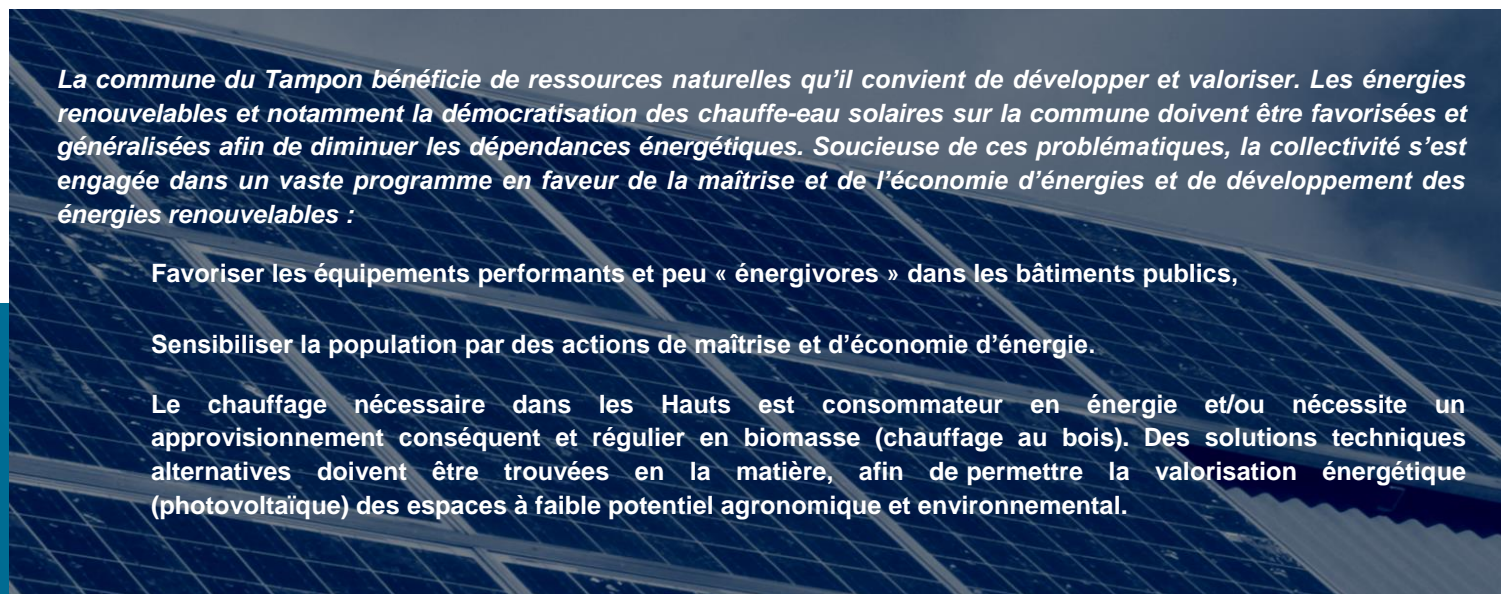 La commune du Tampon bénéficie de ressources naturelles qu’il convient de développer et valoriser. Les énergies
renouvelables et notamment la démocratisation des chauffe-eau solaires sur la commune doivent être favorisées et
généralisées afin de diminuer les dépendances énergétiques. Soucieuse de ces problématiques, la collectivité s’est
engagée dans un vaste programme en faveur de la maîtrise et de l’économie d’énergies et de développement des
énergies renouvelables :
Favoriser les équipements performants et peu « énergivores » dans les bâtiments publics,
Sensibiliser la population par des actions de maîtrise et d’économie d’énergie.
Le chauffage nécessaire dans les Hauts est consommateur en énergie et/ou nécessite un
approvisionnement conséquent et régulier en biomasse (chauffage au bois). Des solutions techniques
alternatives doivent être trouvées en la matière, afin de permettre la valorisation énergétique
(photovoltaïque) des espaces à faible potentiel agronomique et environnemental.